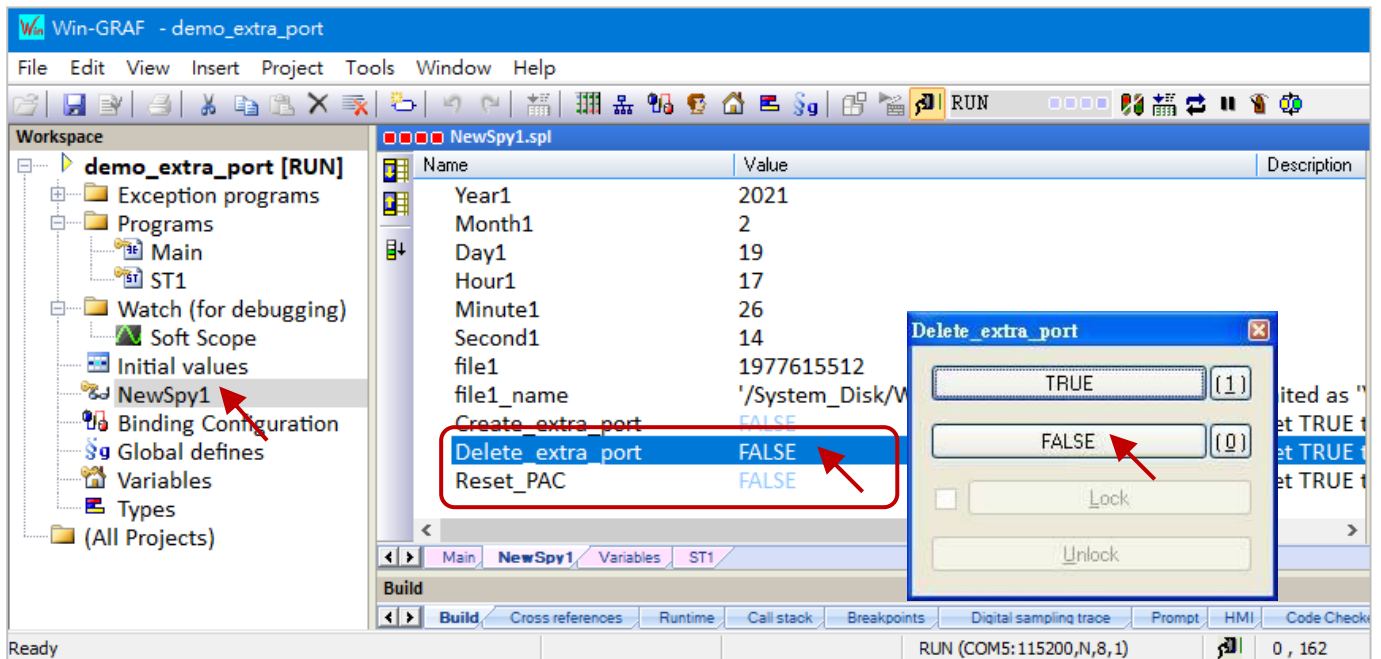 Win-GRAF - demo_extra_port
File Edit View Insert Project Tools Window Help
RUN
Workspace
demo_extra_port [RUN]
Exception programs
Programs
Main
ST1
Watch (for debugging)
Soft Scope
Initial values
NewSpy1
Binding Configuration
Global defines
Variables
Types
(All Projects)
NewSpy1.spl
Name Value Description
Year1 2021
Month1 2
Day1 19
Hour1 17
Minute1 26
Second1 14
file1 1977615512
file1_name '/System_Disk/W ited as "
Create_extra_port FALSE et TRUE t
Delete_extra_port FALSE et TRUE t
Reset_PAC FALSE et TRUE t
Delete_extra_port
TRUE (1)
FALSE (0)
Lock
Unlock
Main NewSpy1 Variables ST1
Build
Build Cross references Runtime Call stack Breakpoints Digital sampling trace Prompt HMI Code Checke
Ready RUN (COM5:115200,N,8,1) 0 , 162